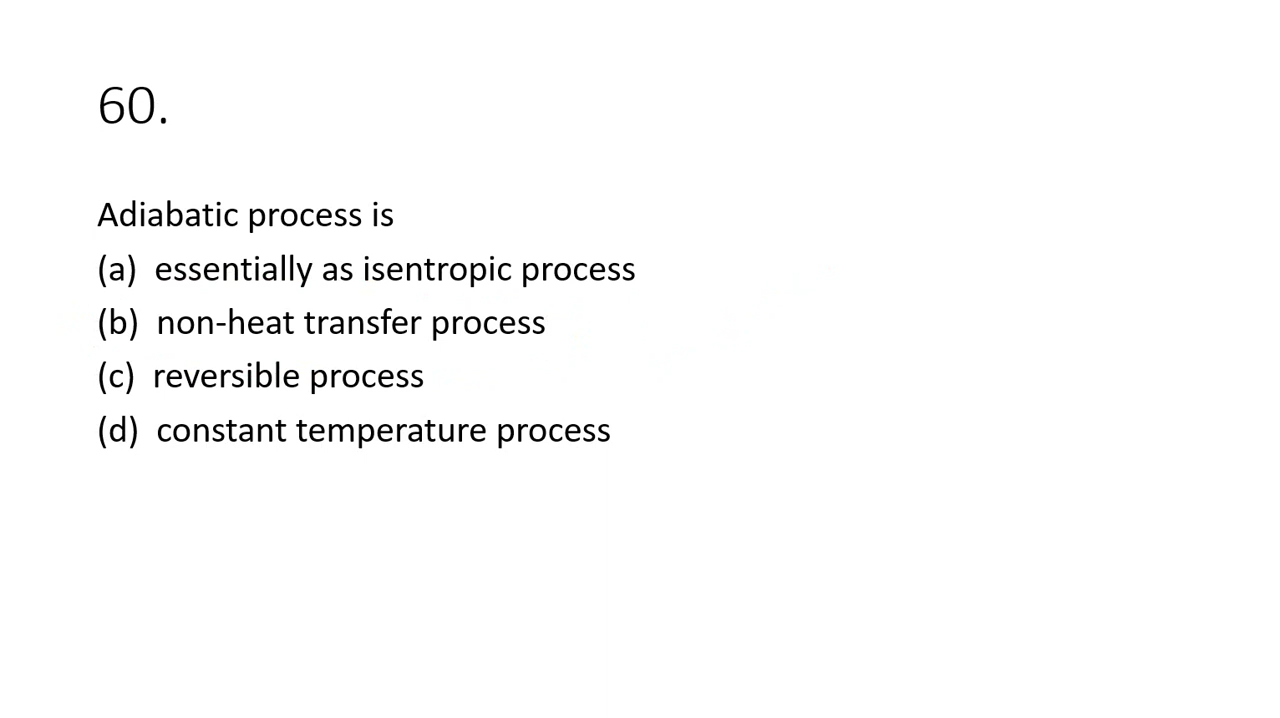 60.
Adiabatic process is
(a) essentially as isentropic process
(b) non-heat transfer process
(c) reversible process
(d) constant temperature process